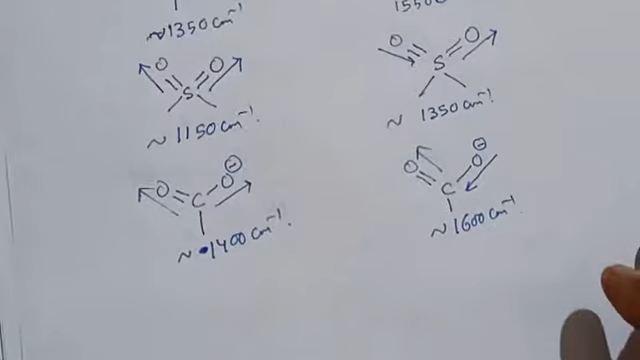 ~1350 cm⁻¹
1550
O O
S
~ 1150 cm⁻¹.
O O
S
~ 1350 cm⁻¹.
O O ⊖
C
~ 1400 cm⁻¹.
O O ⊖
C
~ 1600 cm⁻¹.